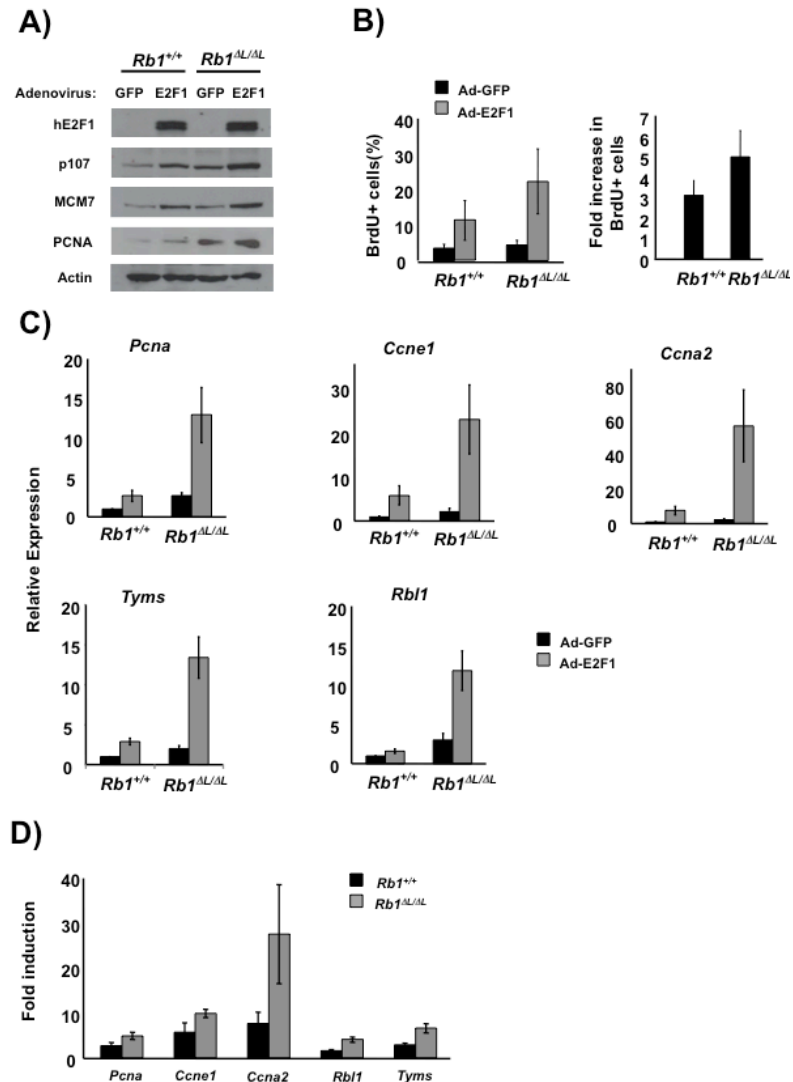 A)
Rb1+/+ Rb1ΔL/ΔL
Adenovirus: GFP E2F1 GFP E2F1
hE2F1
p107
MCM7
PCNA
Actin
B)
Ad-GFP
Ad-E2F1
BrdU+ cells(%)
40
30
20
10
0
Rb1+/+ Rb1ΔL/ΔL
Fold increase in
BrdU+ cells
7
6
5
4
3
2
1
0
Rb1+/+ Rb1ΔL/ΔL
C)
Relative Expression
Pcna
20
15
10
5
0
Rb1+/+ Rb1ΔL/ΔL
Ccne1
30
20
10
0
Rb1+/+ Rb1ΔL/ΔL
Ccna2
80
60
40
20
0
Rb1+/+ Rb1ΔL/ΔL
Tyms
20
15
10
5
0
Rb1+/+ Rb1ΔL/ΔL
Rbl1
20
15
10
5
0
Rb1+/+ Rb1ΔL/ΔL
Ad-GFP
Ad-E2F1
D)
Fold induction
40
30
20
10
0
Rb1+/+
Rb1ΔL/ΔL
Pcna Ccne1 Ccna2 Rbl1 Tyms